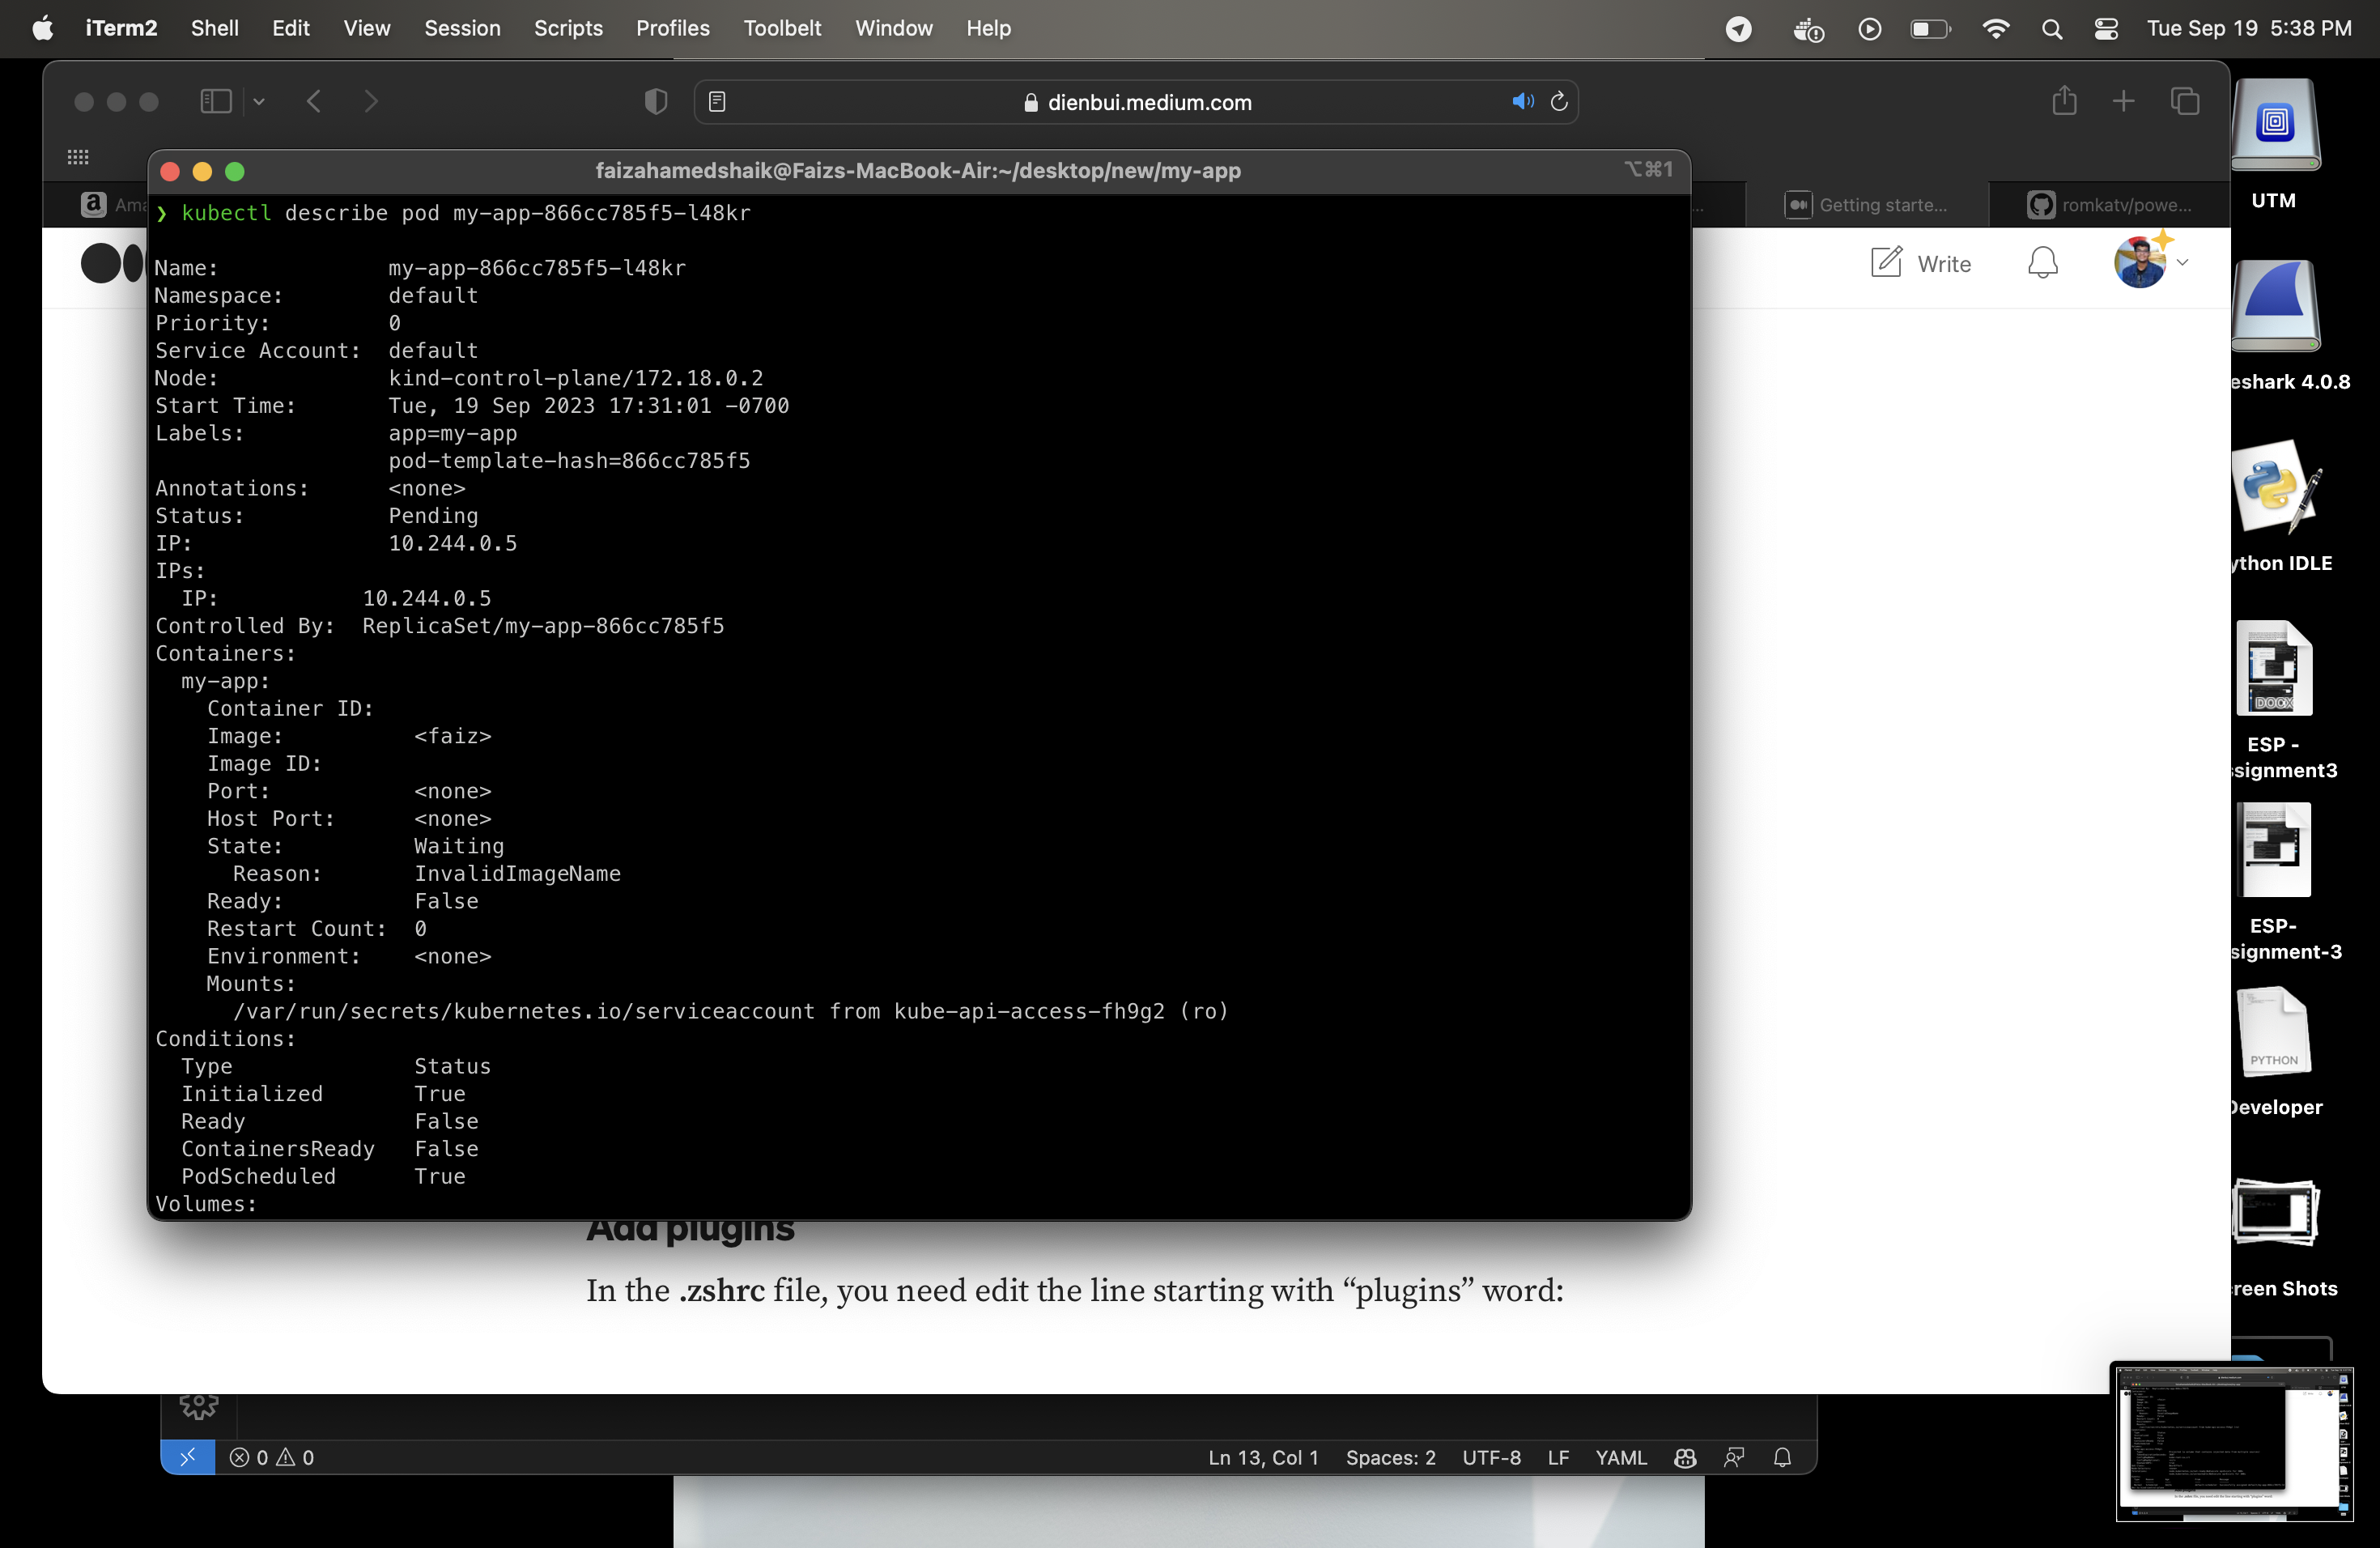 iTerm2 Shell Edit View Session Scripts Profiles Toolbelt Window Help Tue Sep 19 5:38 PM
dienbui.medium.com
faizahamedshaik@Faizs-MacBook-Air:~/desktop/new/my-app ⌥⌘1
Ama
Getting starte...
romkatv/powe...
Write
❯ kubectl describe pod my-app-866cc785f5-l48kr
Name: my-app-866cc785f5-l48kr
Namespace: default
Priority: 0
Service Account: default
Node: kind-control-plane/172.18.0.2
Start Time: Tue, 19 Sep 2023 17:31:01 -0700
Labels: app=my-app
pod-template-hash=866cc785f5
Annotations: <none>
Status: Pending
IP: 10.244.0.5
IPs:
IP: 10.244.0.5
Controlled By: ReplicaSet/my-app-866cc785f5
Containers:
my-app:
Container ID:
Image: <faiz>
Image ID:
Port: <none>
Host Port: <none>
State: Waiting
Reason: InvalidImageName
Ready: False
Restart Count: 0
Environment: <none>
Mounts:
/var/run/secrets/kubernetes.io/serviceaccount from kube-api-access-fh9g2 (ro)
Conditions:
Type Status
Initialized True
Ready False
ContainersReady False
PodScheduled True
Volumes:
Add plugins
In the .zshrc file, you need edit the line starting with “plugins” word:
0 0
Ln 13, Col 1 Spaces: 2 UTF-8 LF YAML
UTM
eshark 4.0.8
ython IDLE
DOCX
ESP -
signment3
ESP-
signment-3
PYTHON
Developer
reen Shots